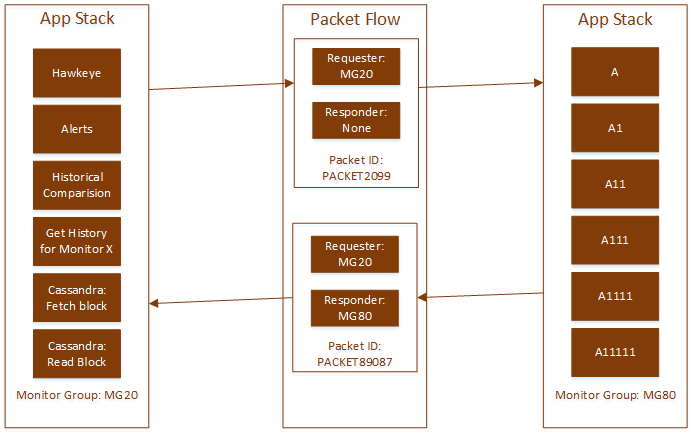 App Stack
Hawkeye
Alerts
Historical
Comparision
Get History
for Monitor X
Cassandra:
Fetch block
Cassandra:
Read Block
Monitor Group: MG20
Packet Flow
Requester:
MG20
Responder:
None
Packet ID:
PACKET2099
Requester:
MG20
Responder:
MG80
Packet ID:
PACKET89087
App Stack
A
A1
A11
A111
A1111
A11111
Monitor Group: MG80